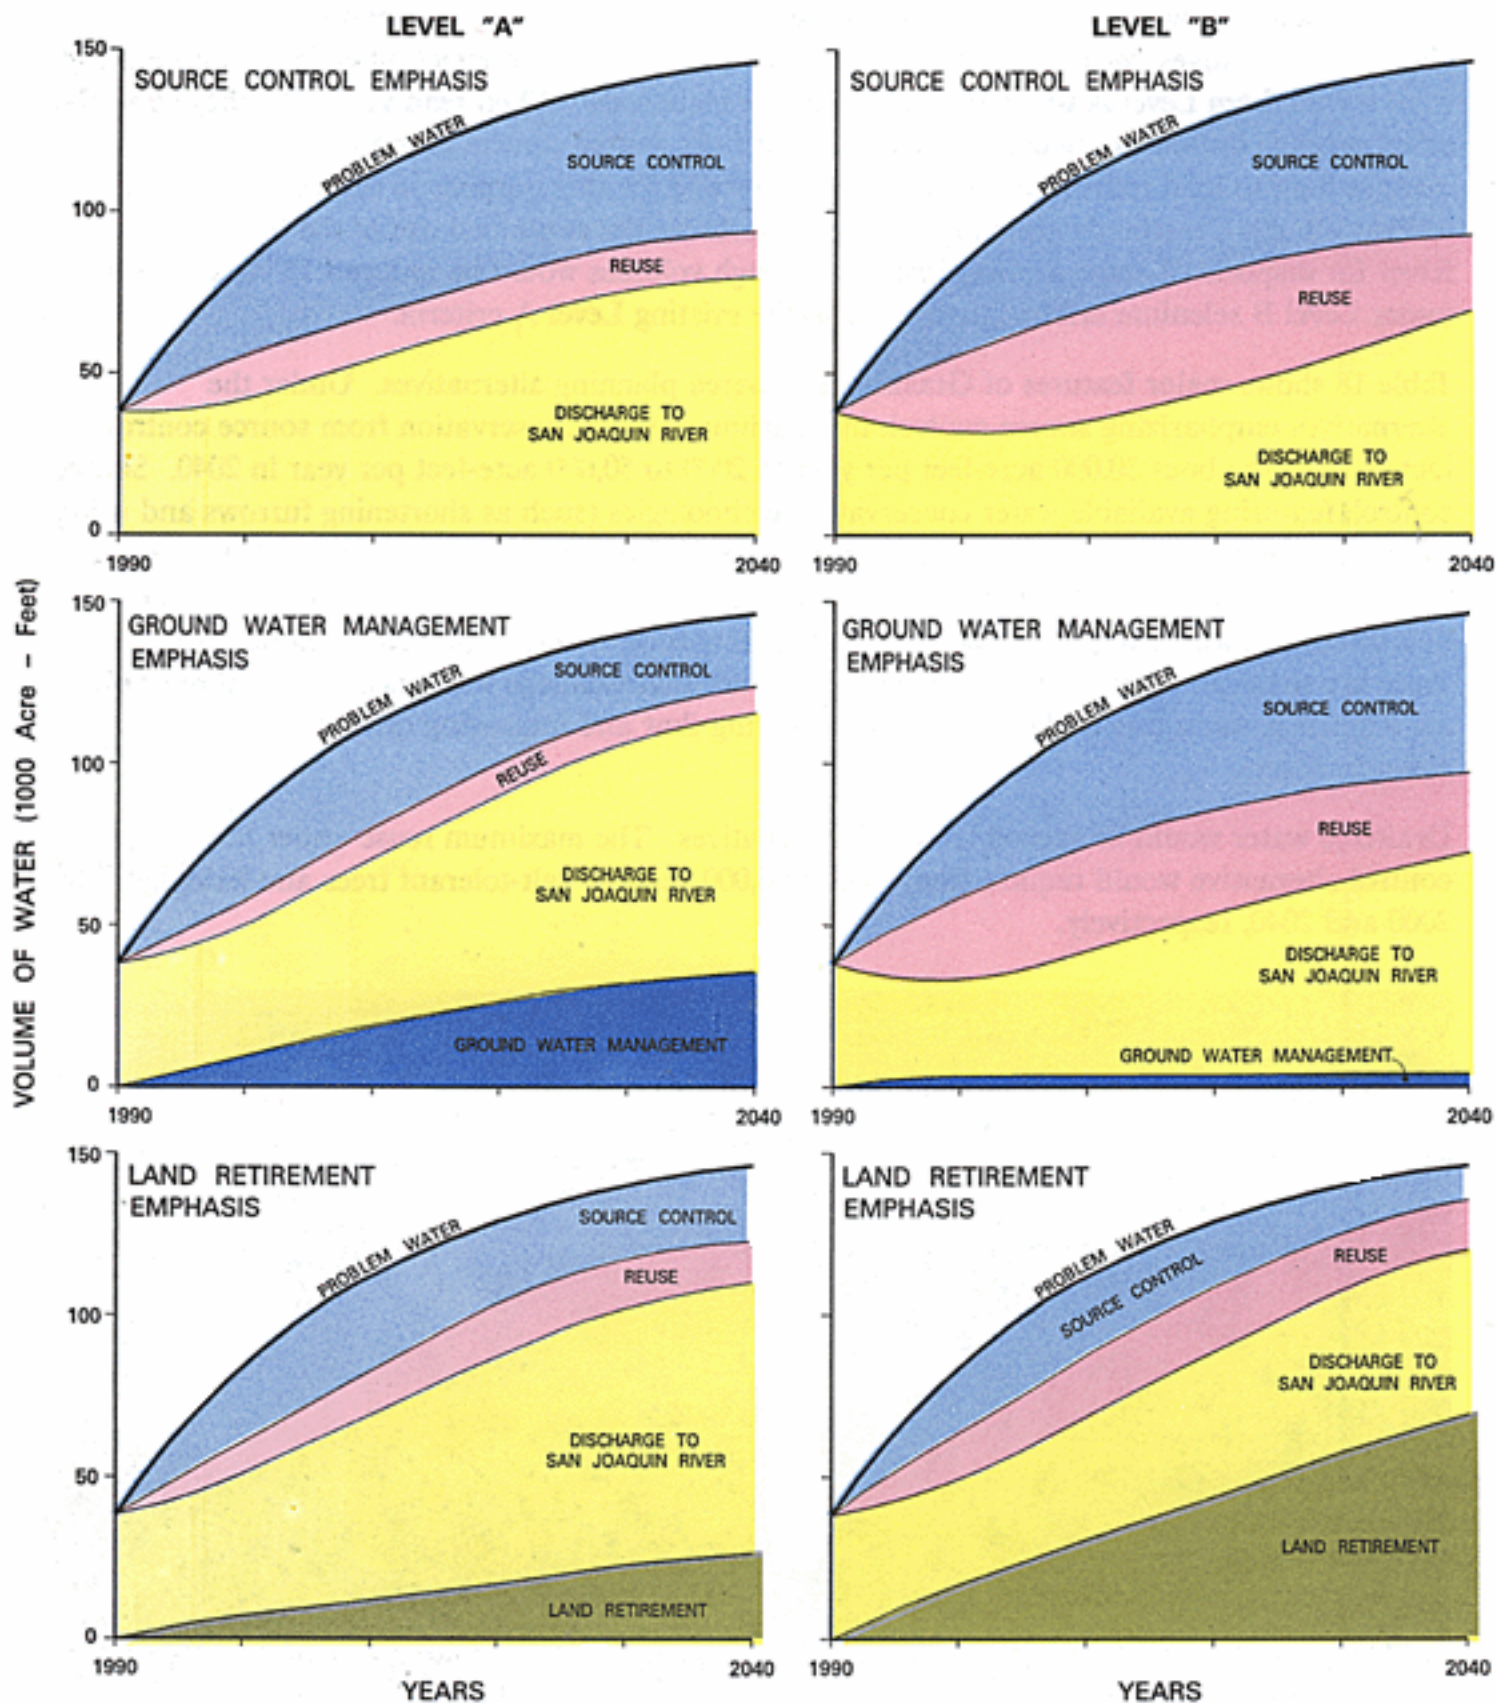 LEVEL "A"
LEVEL "B"
150
SOURCE CONTROL EMPHASIS
PROBLEM WATER
SOURCE CONTROL
100
REUSE
50
DISCHARGE TO
SAN JOAQUIN RIVER
0
1990
2040
SOURCE CONTROL EMPHASIS
PROBLEM WATER
SOURCE CONTROL
REUSE
DISCHARGE TO
SAN JOAQUIN RIVER
1990
2040
VOLUME OF WATER (1000 Acre – Feet)
150
GROUND WATER MANAGEMENT
EMPHASIS
PROBLEM WATER
SOURCE CONTROL
100
REUSE
DISCHARGE TO
SAN JOAQUIN RIVER
50
GROUND WATER MANAGEMENT
0
1990
2040
GROUND WATER MANAGEMENT
EMPHASIS
PROBLEM WATER
SOURCE CONTROL
REUSE
DISCHARGE TO
SAN JOAQUIN RIVER
GROUND WATER MANAGEMENT
1990
2040
150
LAND RETIREMENT
EMPHASIS
PROBLEM WATER
SOURCE CONTROL
REUSE
100
DISCHARGE TO
SAN JOAQUIN RIVER
50
LAND RETIREMENT
0
1990
2040
YEARS
LAND RETIREMENT
EMPHASIS
PROBLEM WATER
SOURCE CONTROL
REUSE
DISCHARGE TO
SAN JOAQUIN RIVER
LAND RETIREMENT
1990
2040
YEARS